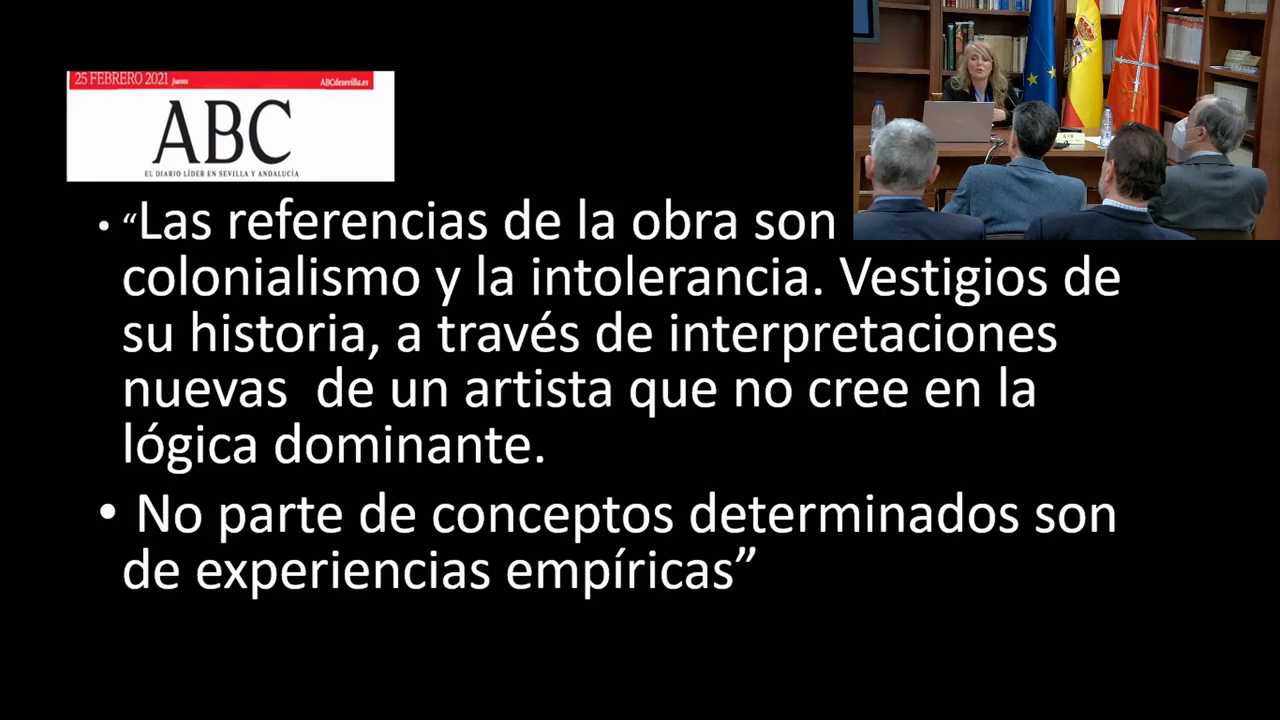 25 FEBRERO 2021 Jueves
ABCdesevilla.es
ABC
EL DIARIO LÍDER EN SEVILLA Y ANDALUCÍA
• “Las referencias de la obra son
colonialismo y la intolerancia. Vestigios de
su historia, a través de interpretaciones
nuevas de un artista que no cree en la
lógica dominante.
• No parte de conceptos determinados son
de experiencias empíricas”